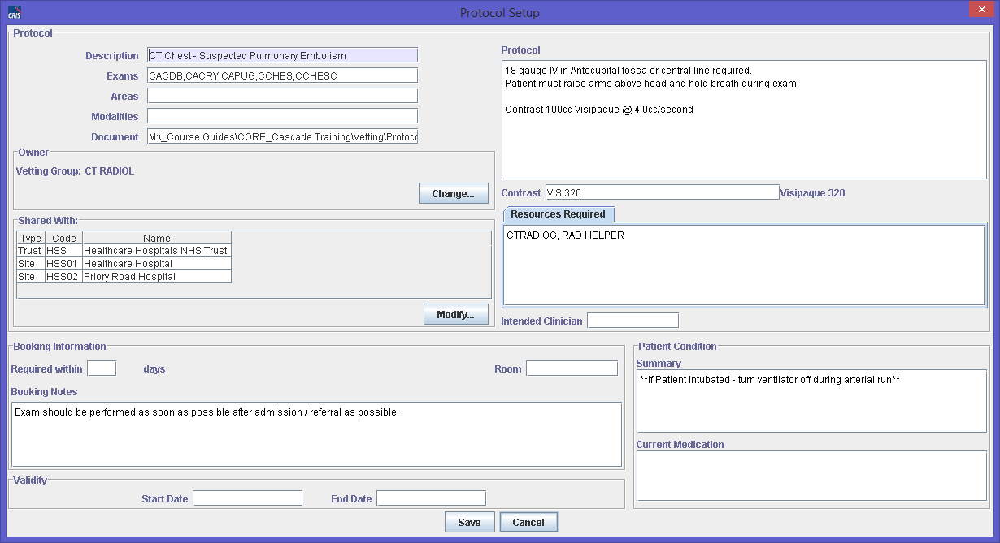 CRIS
Protocol Setup
Protocol
Description CT Chest - Suspected Pulmonary Embolism
Exams CACDB,CACRY,CAPUG,CCHES,CCHESC
Areas
Modalities
Document M:\_Course Guides\CORE_Cascade Training\Vetting\Protoco
Owner
Vetting Group: CT RADIOL
Change...
Shared With:
Type Code Name
Trust HSS Healthcare Hospitals NHS Trust
Site HSS01 Healthcare Hospital
Site HSS02 Priory Road Hospital
Modify...
Protocol
18 gauge IV in Antecubital fossa or central line required.
Patient must raise arms above head and hold breath during exam.
Contrast 100cc Visipaque @ 4.0cc/second
Contrast VISI320 Visipaque 320
Resources Required
CTRADIOG, RAD HELPER
Intended Clinician
Booking Information
Required within days Room
Booking Notes
Exam should be performed as soon as possible after admission / referral as possible.
Validity
Start Date End Date
Patient Condition
Summary
**If Patient Intubated - turn ventilator off during arterial run**
Current Medication
Save Cancel